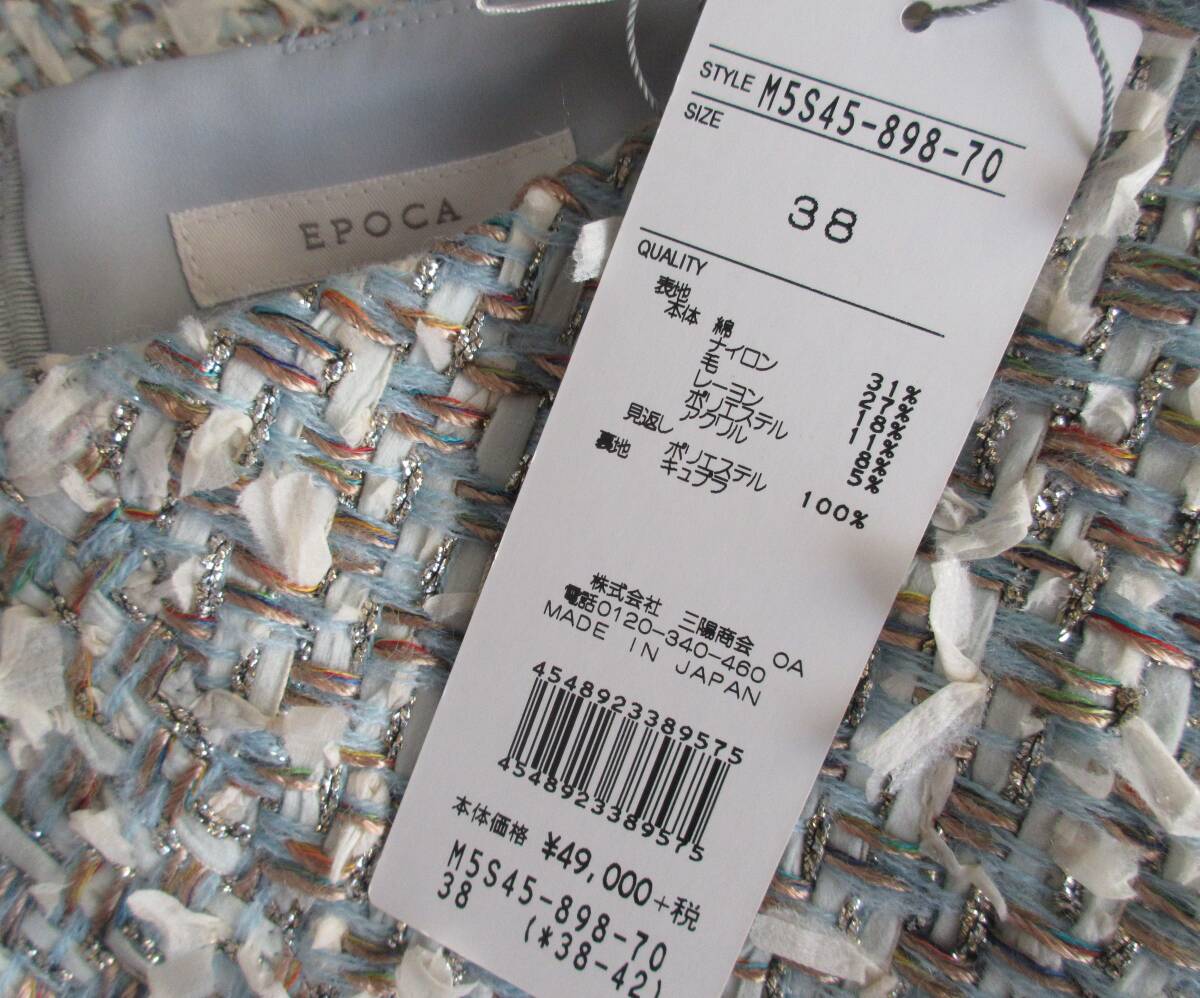 EPOCA
STYLE M5S45-898-70
SIZE
38
QUALITY
表地
本体 綿 31%
ナイロン 27%
毛 18%
レーヨン 11%
ポリエステル 8%
アクリル 5%
見返し ポリエステル
裏地 キュプラ 100%
株式会社 三陽商会 OA
電話0120-340-460
MADE IN JAPAN
4548923389575
4548923389575
本体価格 ¥49,000+税
M5S45-898-70
38 (*38-42)